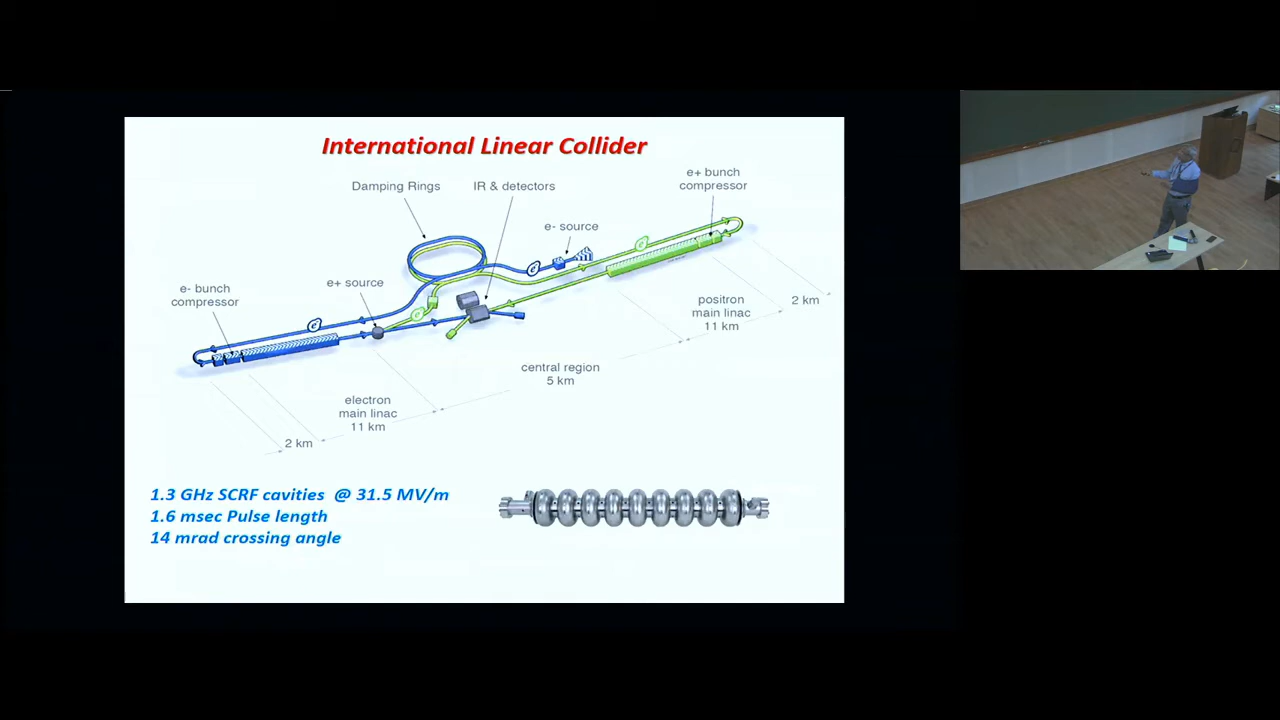 International Linear Collider
Damping Rings
IR & detectors
e+ bunch
compressor
e- source
e- bunch
compressor
e+ source
positron
main linac
11 km
2 km
central region
5 km
electron
main linac
11 km
2 km
1.3 GHz SCRF cavities @ 31.5 MV/m
1.6 msec Pulse length
14 mrad crossing angle